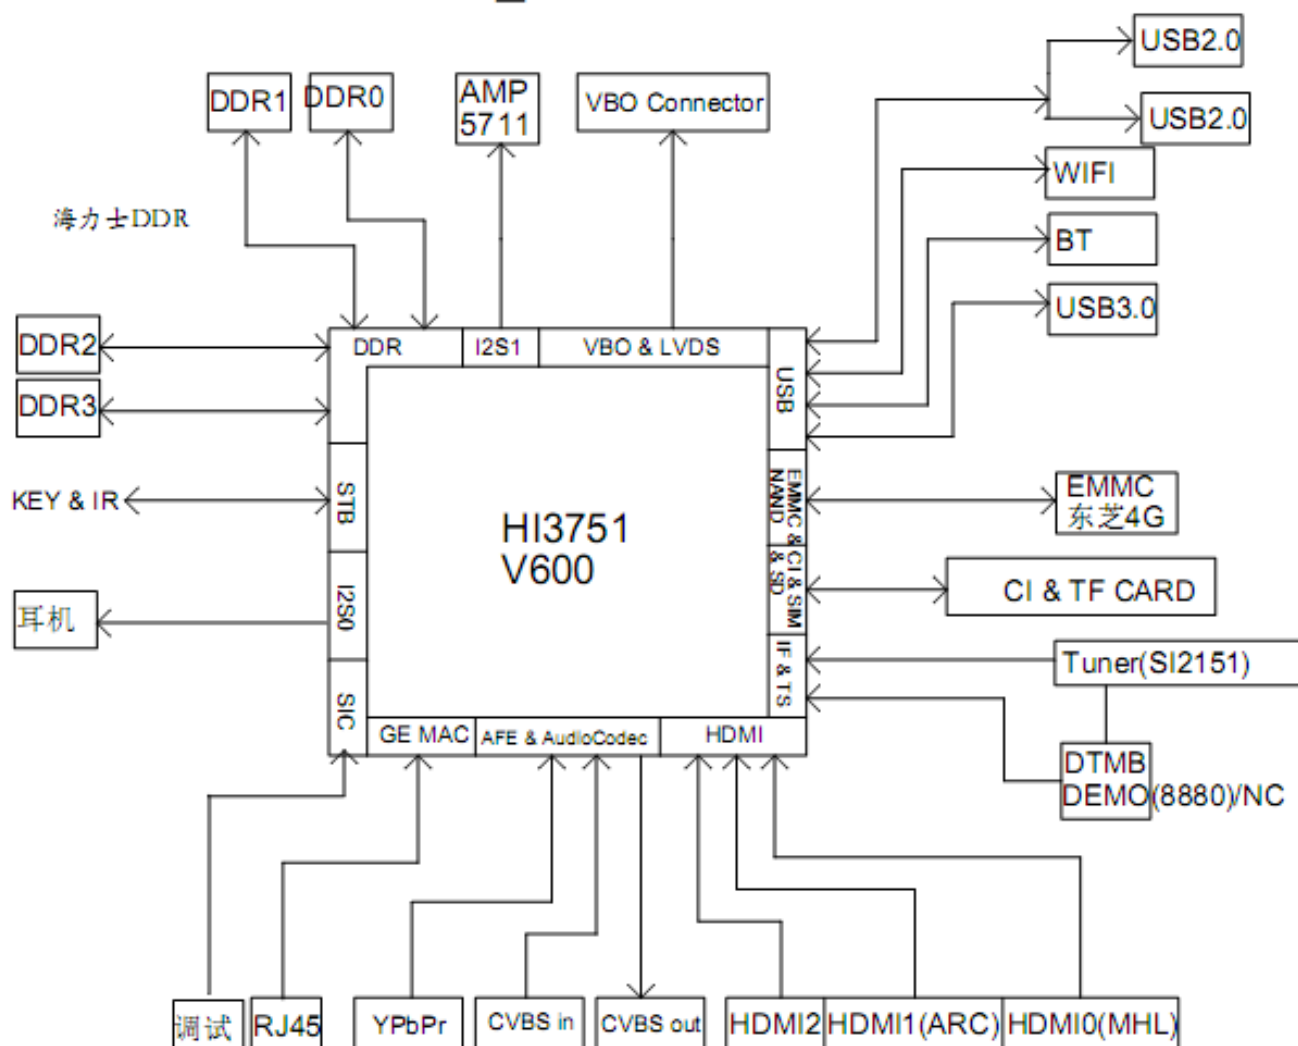 USB2.0
DDR1
DDR0
AMP
5711
VBO Connector
USB2.0
WIFI
海力士DDR
BT
USB3.0
DDR2
DDR
I2S1
VBO & LVDS
USB
DDR3
KEY & IR
STB
HI3751
V600
EMMC &
NAND
EMMC
东芝4G
耳机
I2S0
CI & SIM
& SD
CI & TF CARD
SIC
IF & TS
Tuner(SI2151)
GE MAC
AFE & AudioCodec
HDMI
DTMB
DEMO(8880)/NC
调试
RJ45
YPbPr
CVBS in
CVBS out
HDMI2
HDMI1(ARC)
HDMI0(MHL)